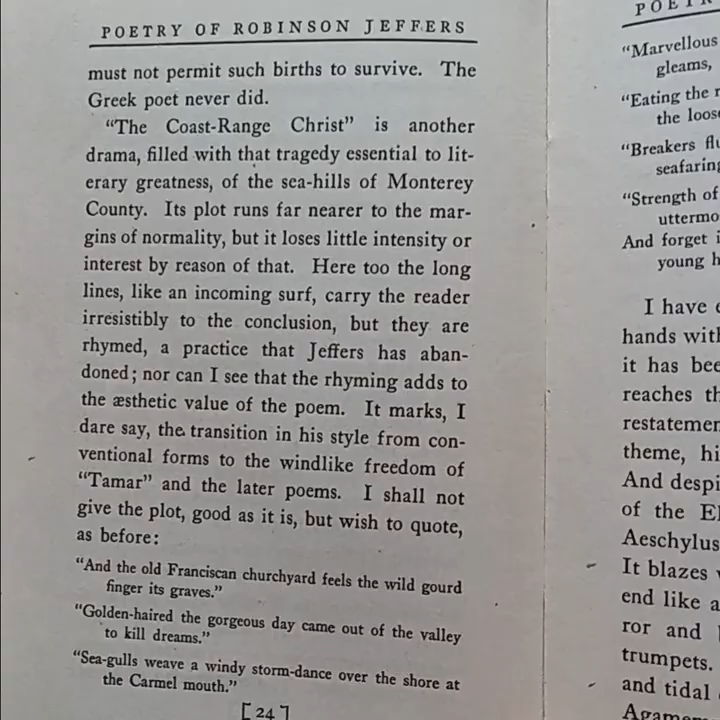 POETRY OF ROBINSON JEFFERS
must not permit such births to survive. The
Greek poet never did.
"The Coast-Range Christ" is another
drama, filled with that tragedy essential to lit-
erary greatness, of the sea-hills of Monterey
County. Its plot runs far nearer to the mar-
gins of normality, but it loses little intensity or
interest by reason of that. Here too the long
lines, like an incoming surf, carry the reader
irresistibly to the conclusion, but they are
rhymed, a practice that Jeffers has aban-
doned; nor can I see that the rhyming adds to
the æsthetic value of the poem. It marks, I
dare say, the transition in his style from con-
ventional forms to the windlike freedom of
"Tamar" and the later poems. I shall not
give the plot, good as it is, but wish to quote,
as before:
"And the old Franciscan churchyard feels the wild gourd
finger its graves."
"Golden-haired the gorgeous day came out of the valley
to kill dreams."
"Sea-gulls weave a windy storm-dance over the shore at
the Carmel mouth."
[24]
"Marvellous
gleams,
"Eating the
the
"Breakers
"Strength of
And forget
young
I have
hands
it has
reaches
theme,
And
of the
Aeschylus
It blazes
end like
ror and
trumpets.
and tidal